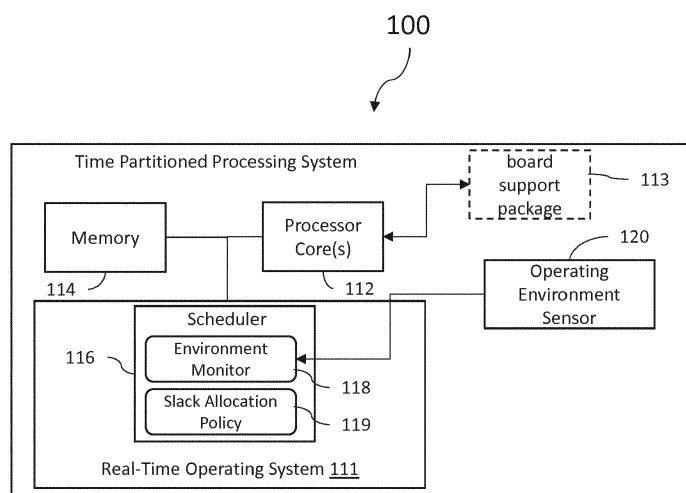 100
Time Partitioned Processing System
board
support
package
113
Memory
114
Processor
Core(s)
112
120
Operating
Environment
Sensor
Scheduler
116
Environment
Monitor
118
Slack Allocation
Policy
119
Real-Time Operating System 111